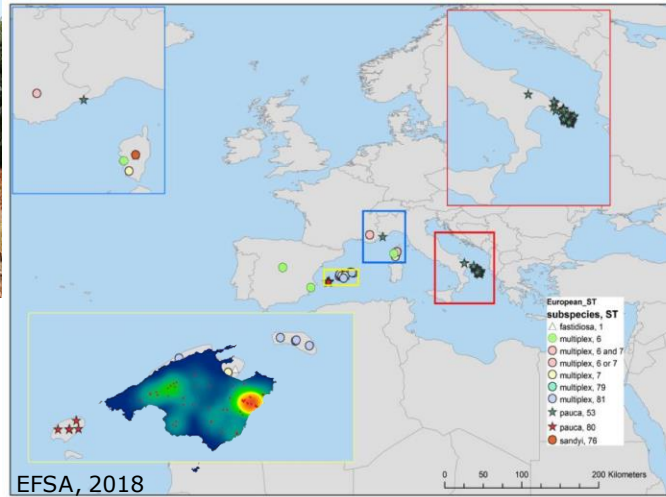 European_ST
subspecies, ST
fastidiosa, 1
multiplex, 6
multiplex, 6 and 7
multiplex, 6 or 7
multiplex, 7
multiplex, 79
multiplex, 81
pauca, 53
pauca, 80
sandyi, 76
0 25 50 100 200 Kilometers
EFSA, 2018